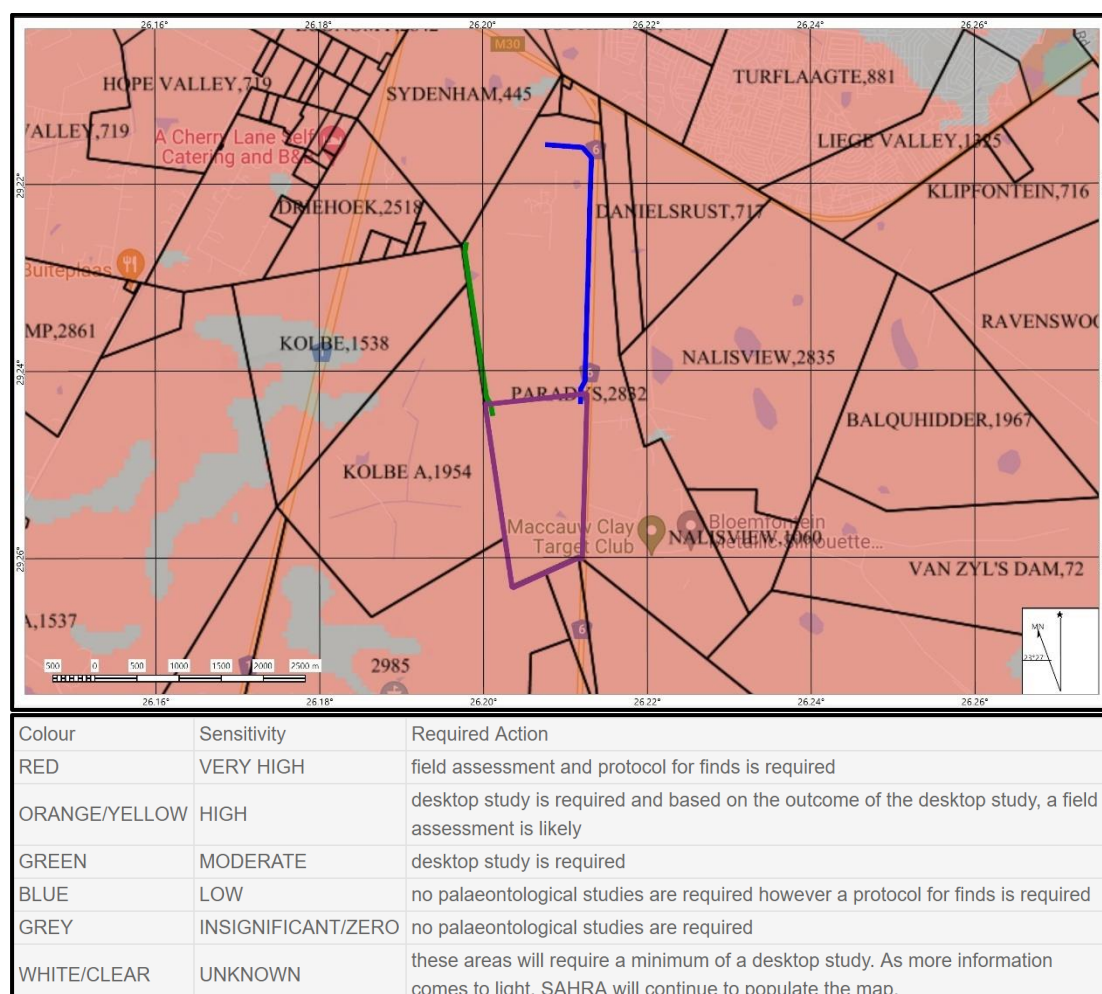 26.16° 26.18° 26.20° 26.22° 26.24° 26.26°
M30
HOPE VALLEY,719
SYDENHAM,445
TURFLAAGTE,881
VALLEY,719
A Cherry Lane Self
Catering and B&B
LIEGE VALLEY,1325
6
29.22°
KLIPFONTEIN,716
DRIEHOEK,2518
DANIELSRUST,717
Buiteplaas
MP,2861
KOLBE,1538
RAVENSWOO
NALISVIEW,2835
29.24°
6
PARADYS,2832
BALQUHIDDER,1967
KOLBE A,1954
Maccauw Clay
Target Club
Bloemfontein
Metallic Silhouette...
NALISVIEW,1060
29.26°
VAN ZYL'S DAM,72
A,1537
6
MN
23°27'
2985
500 0 500 1000 1500 2000 2500 m
26.16° 26.18° 26.20° 26.22° 26.24° 26.26°
Colour Sensitivity Required Action
RED VERY HIGH field assessment and protocol for finds is required
ORANGE/YELLOW HIGH desktop study is required and based on the outcome of the desktop study, a field
assessment is likely
GREEN MODERATE desktop study is required
BLUE LOW no palaeontological studies are required however a protocol for finds is required
GREY INSIGNIFICANT/ZERO no palaeontological studies are required
WHITE/CLEAR UNKNOWN these areas will require a minimum of a desktop study. As more information
comes to light, SAHRA will continue to populate the map.